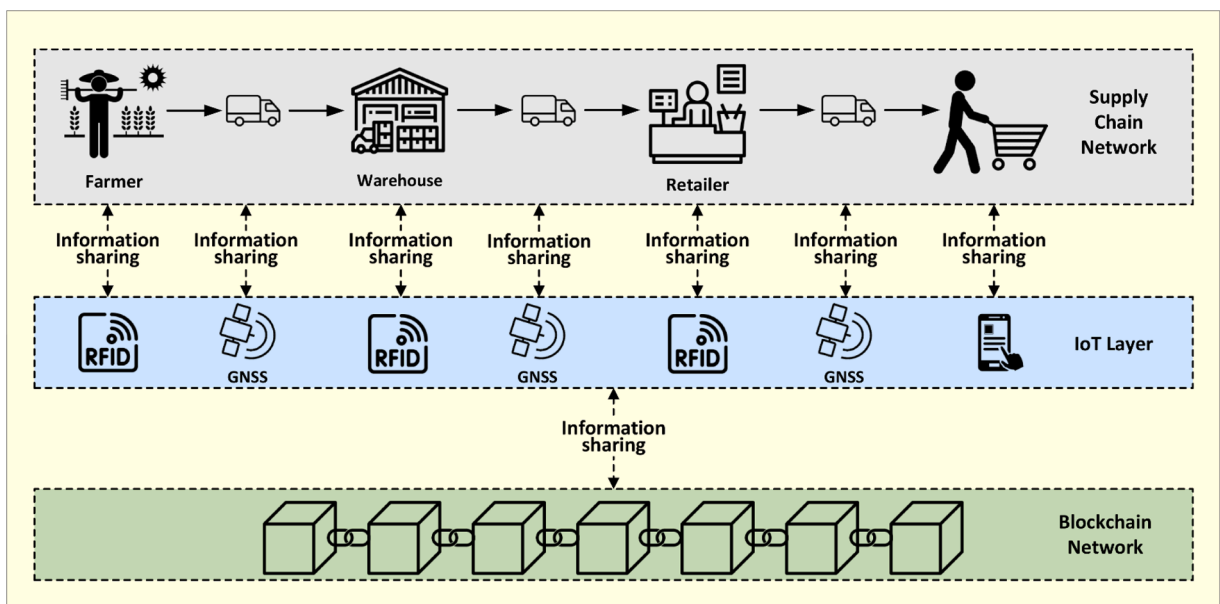 Supply
Chain
Network
Farmer
Warehouse
Retailer
Information
sharing
Information
sharing
Information
sharing
Information
sharing
Information
sharing
Information
sharing
Information
sharing
RFID
GNSS
RFID
GNSS
RFID
GNSS
IoT Layer
Information
sharing
Blockchain
Network